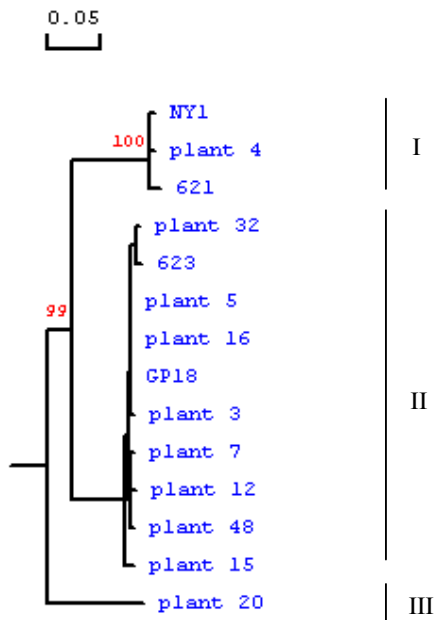 0.05
NY1
100
plant 4
I
621
plant 32
623
plant 5
99
plant 16
GP18
plant 3
II
plant 7
plant 12
plant 48
plant 15
plant 20
III